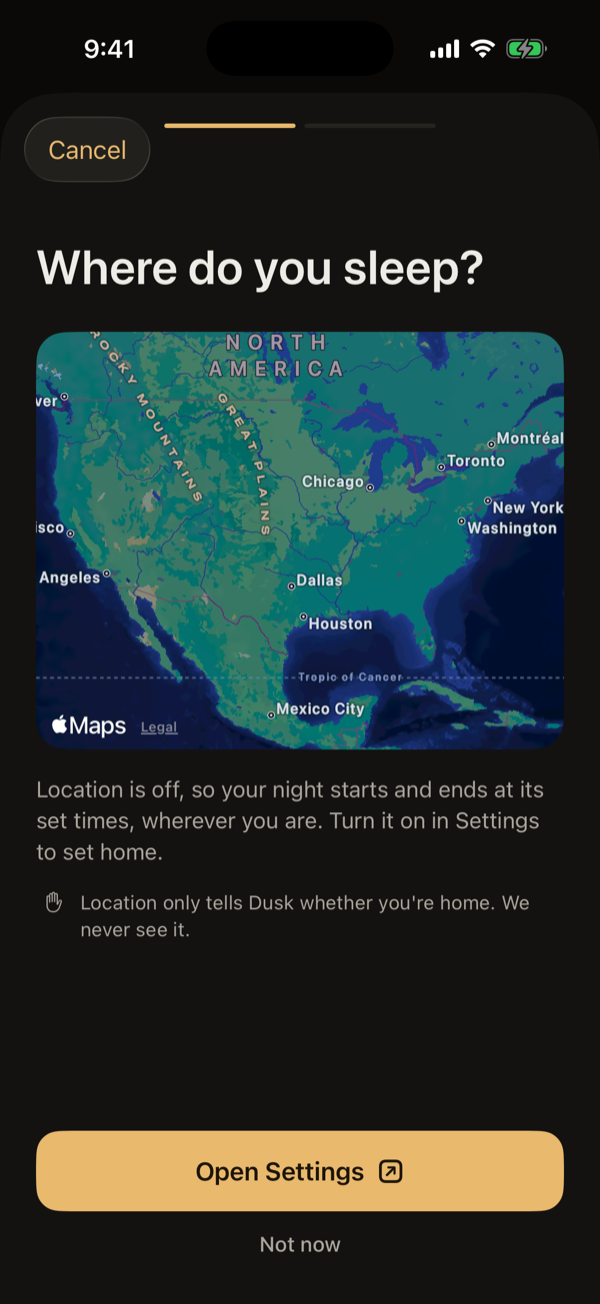 9:41
Cancel
Where do you sleep?
NORTH
AMERICA
ROCKY MOUNTAINS
GREAT PLAINS
ver
Montréal
Toronto
Chicago
New York
isco
Washington
Angeles
Dallas
Houston
Tropic of Cancer
Mexico City
Maps
Legal
Location is off, so your night starts and ends at its
set times, wherever you are. Turn it on in Settings
to set home.
Location only tells Dusk whether you're home. We
never see it.
Open Settings
Not now